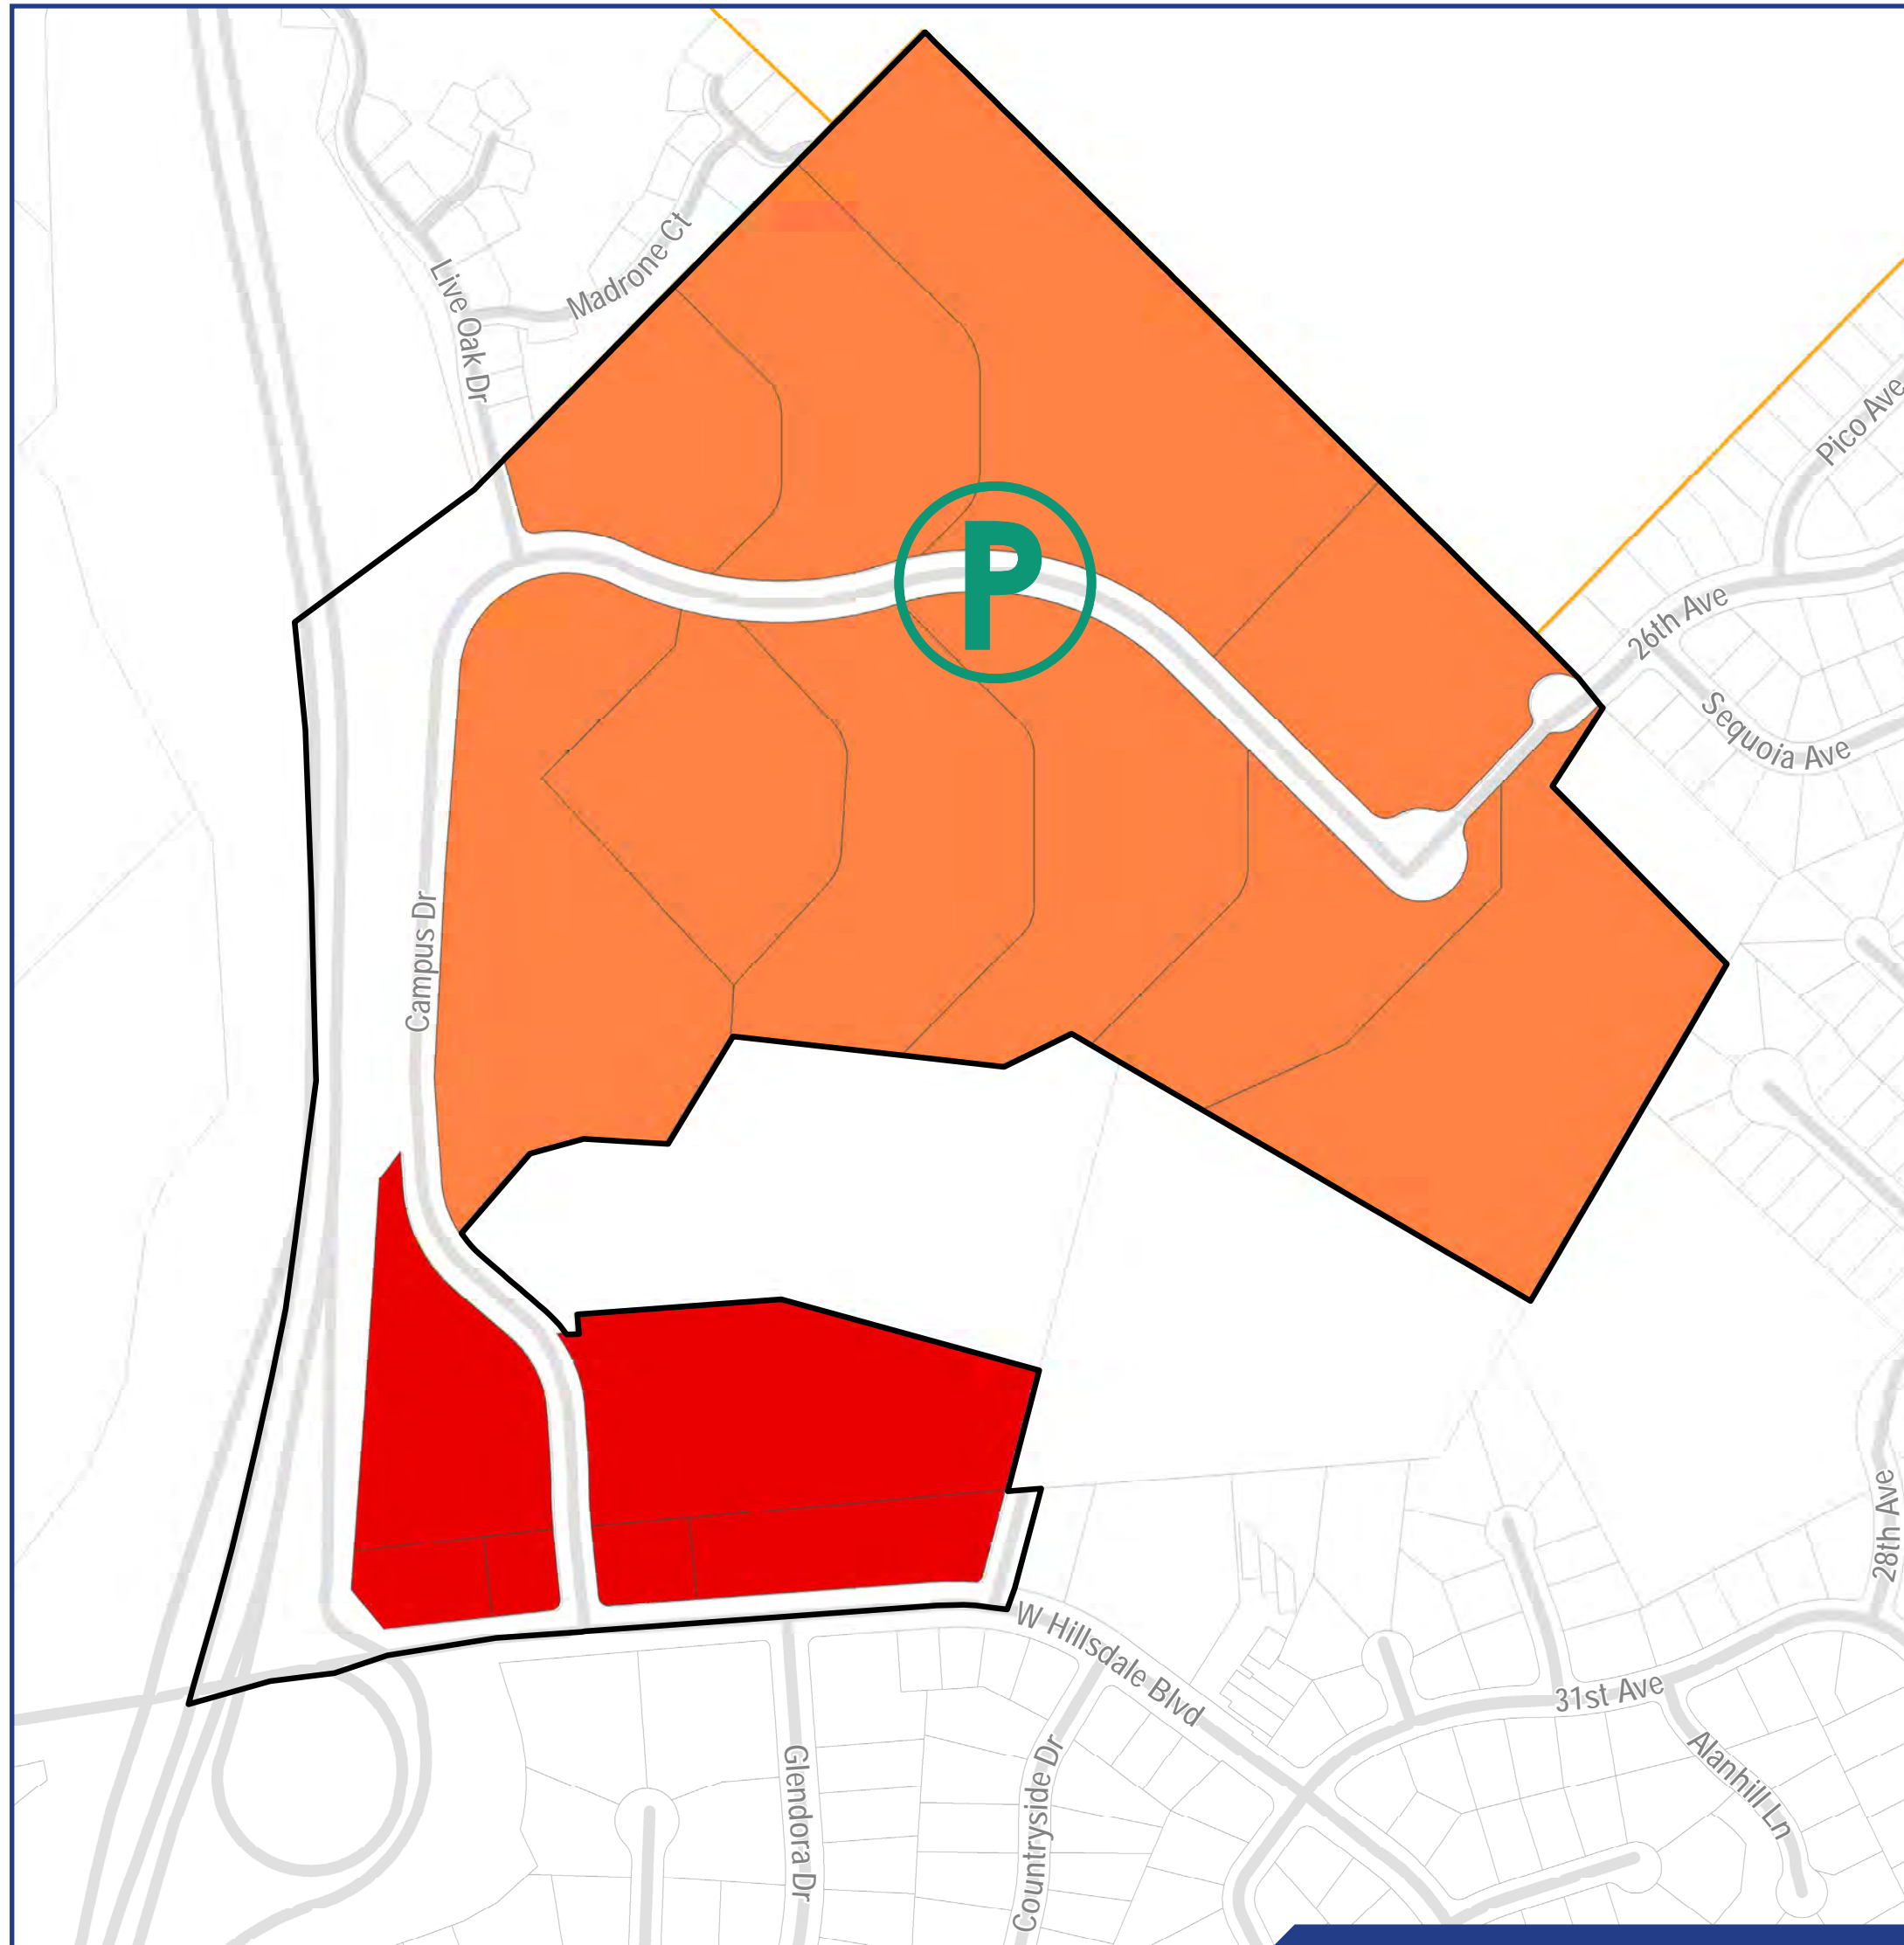 Madrone Ct
Live Oak Dr
Pico Ave
P
26th Ave
Sequoia Ave
Campus Dr
28th Ave
W Hillsdale Blvd
31st Ave
Alanhill Ln
Glendora Dr
Countryside Dr